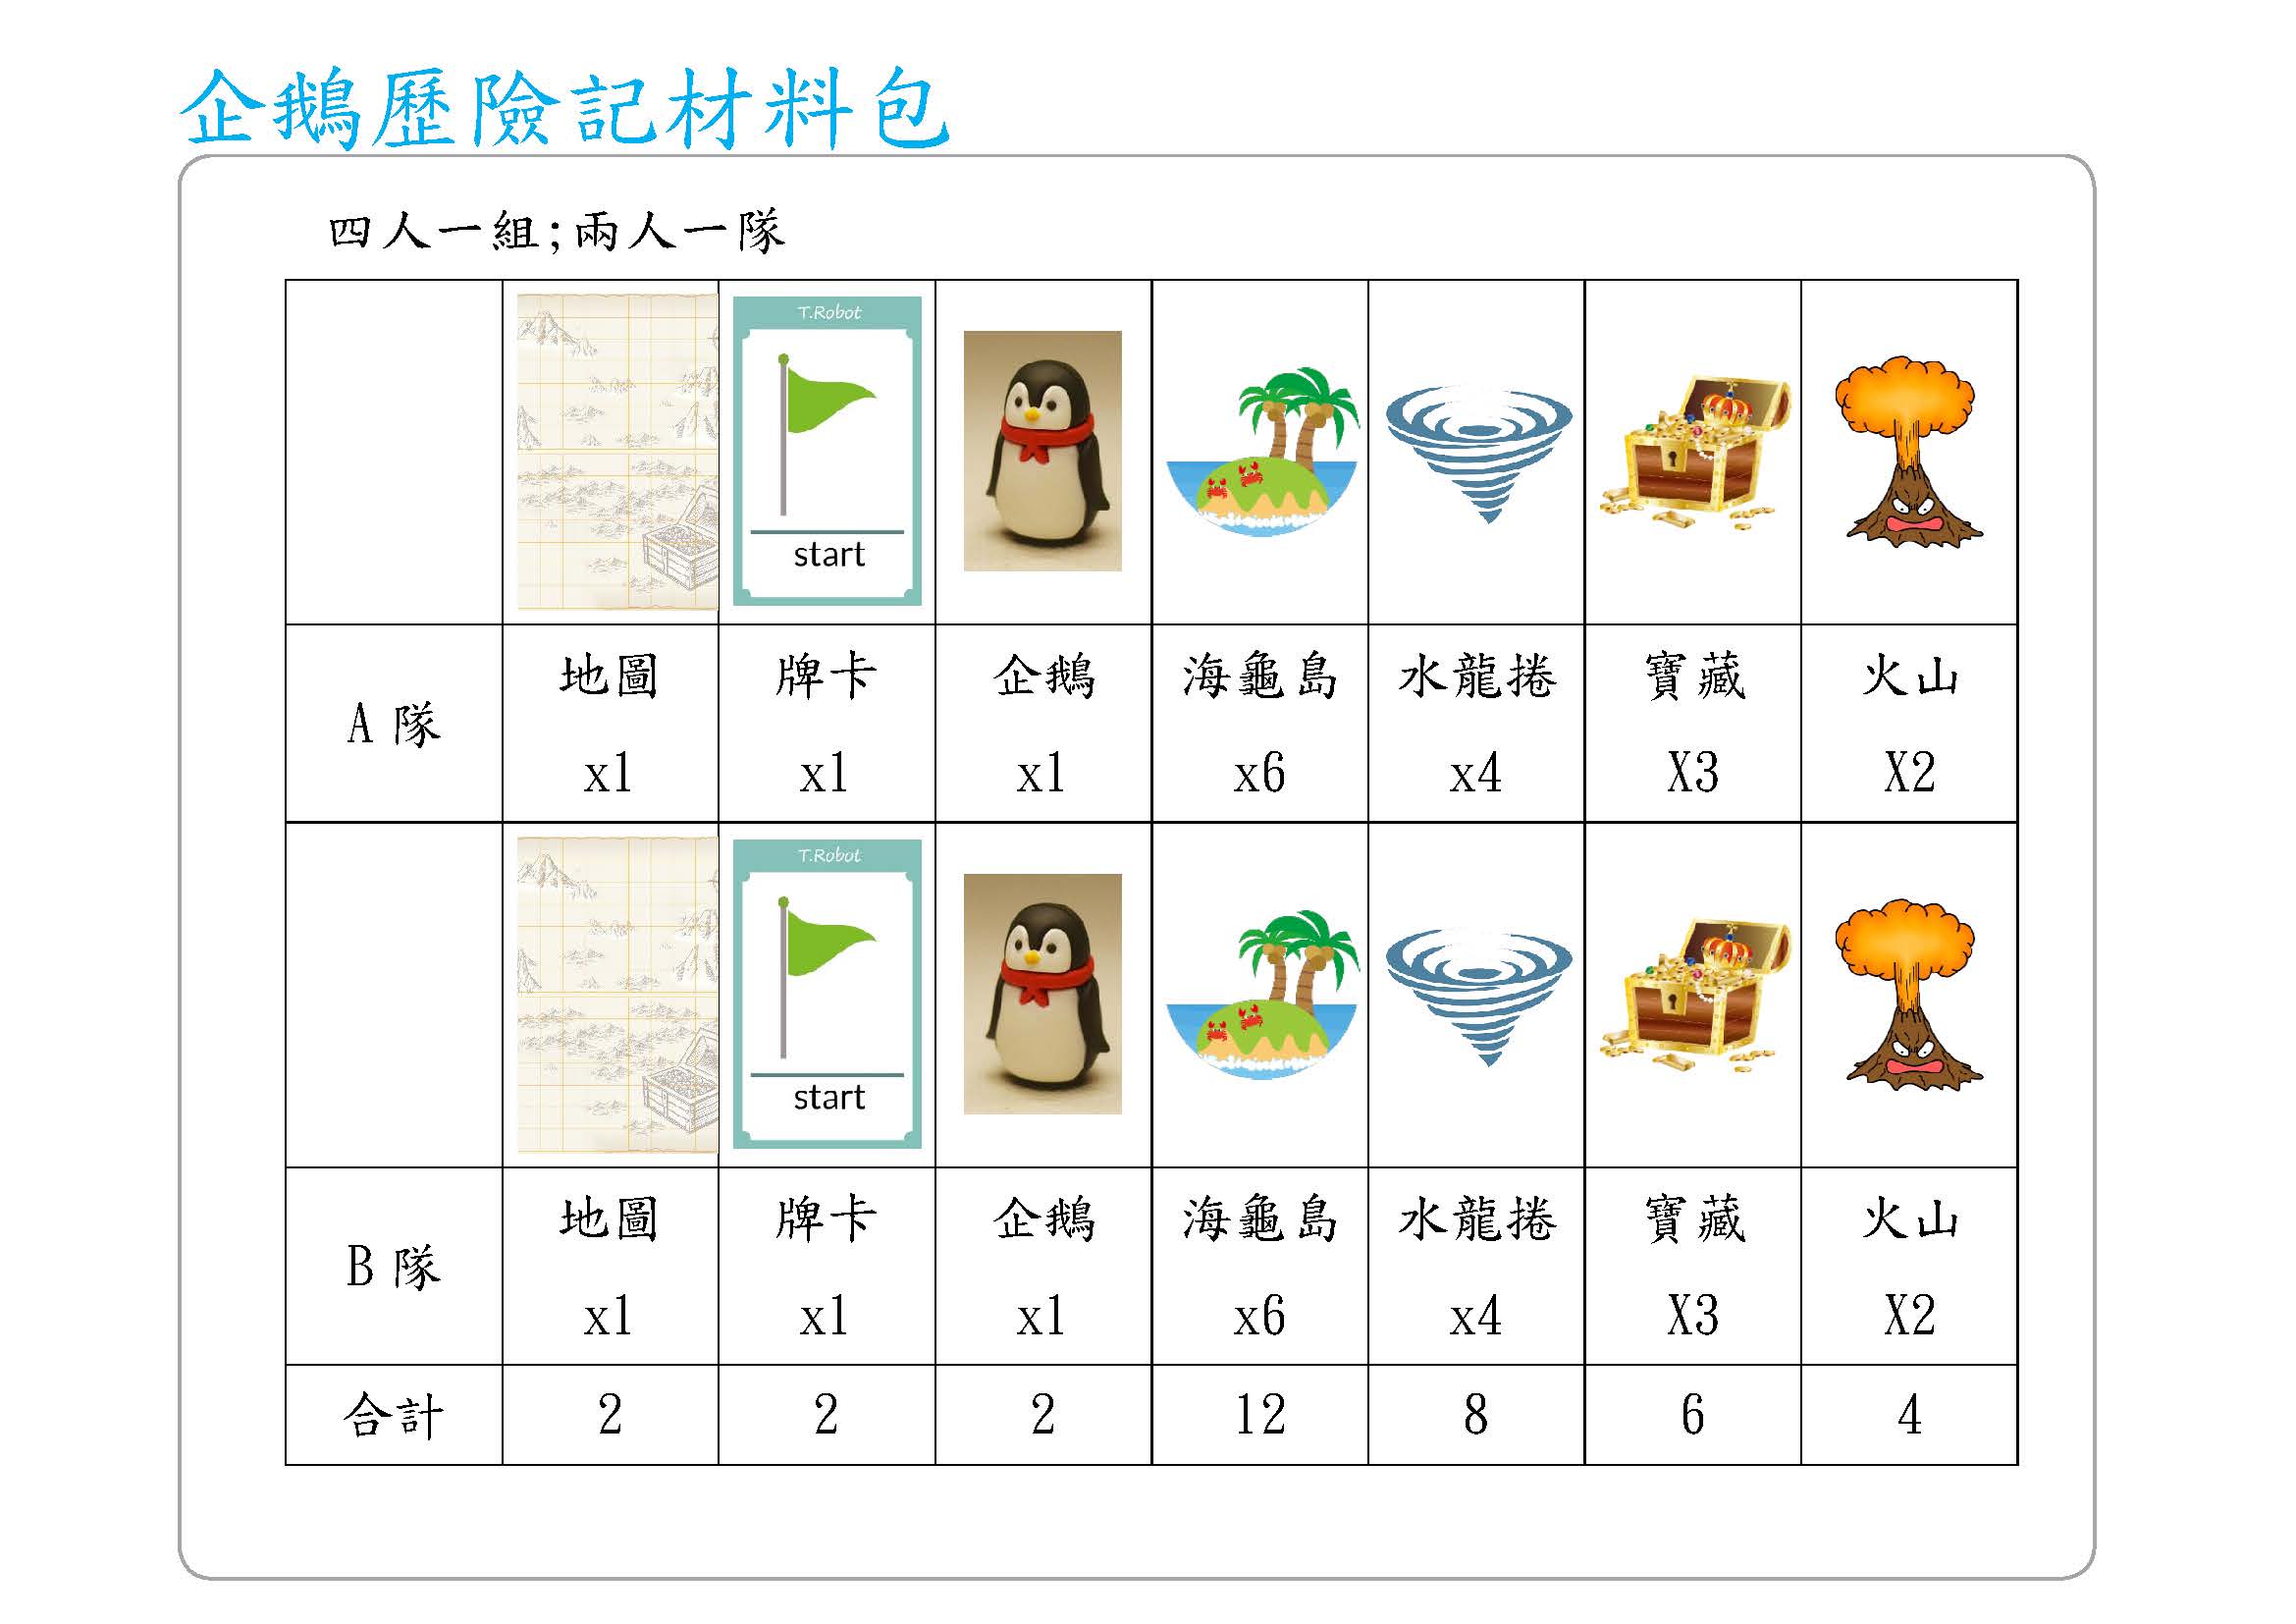 企鵝歷險記材料包
四人一組;兩人一隊
T.Robot
start
T.Robot
start
A 隊
地圖 x1
牌卡 x1
企鵝 x1
海龜島 x6
水龍捲 x4
寶藏 X3
火山 X2
B 隊
地圖 x1
牌卡 x1
企鵝 x1
海龜島 x6
水龍捲 x4
寶藏 X3
火山 X2
合計 2 2 2 12 8 6 4